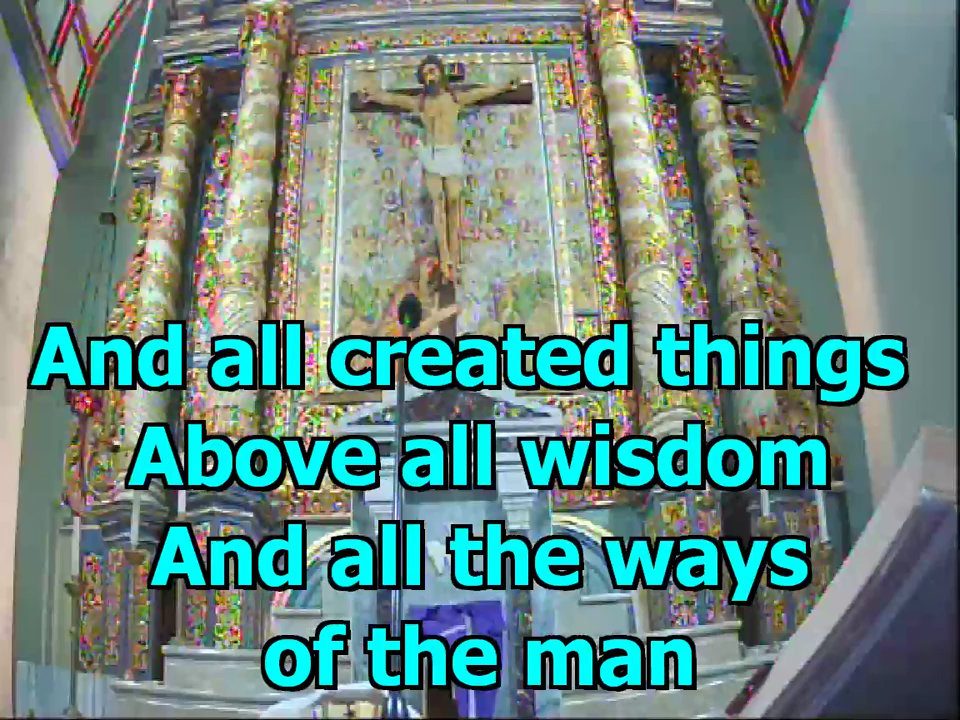 And all created things
Above all wisdom
And all the ways
of the man